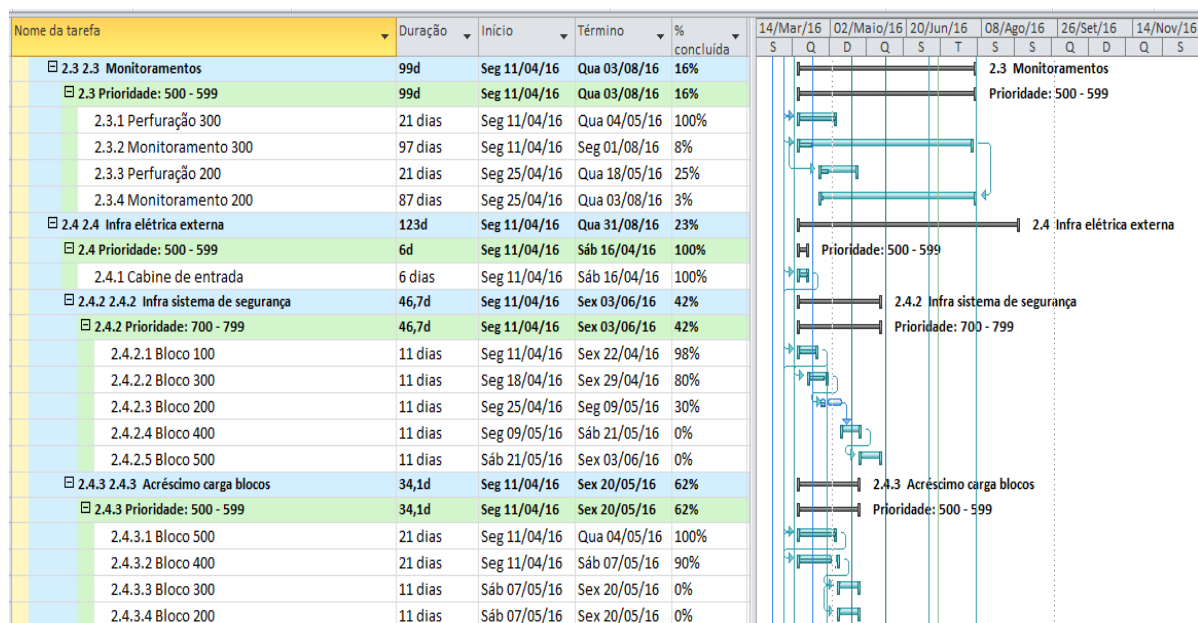 Nome da tarefa Duração Início Término % concluída 14/Mar/16 02/Maio/16 20/Jun/16 08/Ago/16 26/Set/16 14/Nov/16
S Q D Q S T S S Q D Q S
2.3 2.3 Monitoramentos 99d Seg 11/04/16 Qua 03/08/16 16% 2.3 Monitoramentos
2.3 Prioridade: 500 - 599 99d Seg 11/04/16 Qua 03/08/16 16% Prioridade: 500 - 599
2.3.1 Perfuração 300 21 dias Seg 11/04/16 Qua 04/05/16 100%
2.3.2 Monitoramento 300 97 dias Seg 11/04/16 Seg 01/08/16 8%
2.3.3 Perfuração 200 21 dias Seg 25/04/16 Qua 18/05/16 25%
2.3.4 Monitoramento 200 87 dias Seg 25/04/16 Qua 03/08/16 3%
2.4 2.4 Infra elétrica externa 123d Seg 11/04/16 Qua 31/08/16 23% 2.4 Infra elétrica externa
2.4 Prioridade: 500 - 599 6d Seg 11/04/16 Sáb 16/04/16 100% Prioridade: 500 - 599
2.4.1 Cabine de entrada 6 dias Seg 11/04/16 Sáb 16/04/16 100%
2.4.2 2.4.2 Infra sistema de segurança 46,7d Seg 11/04/16 Sex 03/06/16 42% 2.4.2 Infra sistema de segurança
2.4.2 Prioridade: 700 - 799 46,7d Seg 11/04/16 Sex 03/06/16 42% Prioridade: 700 - 799
2.4.2.1 Bloco 100 11 dias Seg 11/04/16 Sex 22/04/16 98%
2.4.2.2 Bloco 300 11 dias Seg 18/04/16 Sex 29/04/16 80%
2.4.2.3 Bloco 200 11 dias Seg 25/04/16 Seg 09/05/16 30%
2.4.2.4 Bloco 400 11 dias Seg 09/05/16 Sáb 21/05/16 0%
2.4.2.5 Bloco 500 11 dias Sáb 21/05/16 Sex 03/06/16 0%
2.4.3 2.4.3 Acréscimo carga blocos 34,1d Seg 11/04/16 Sex 20/05/16 62% 2.4.3 Acréscimo carga blocos
2.4.3 Prioridade: 500 - 599 34,1d Seg 11/04/16 Sex 20/05/16 62% Prioridade: 500 - 599
2.4.3.1 Bloco 500 21 dias Seg 11/04/16 Qua 04/05/16 100%
2.4.3.2 Bloco 400 21 dias Seg 11/04/16 Sáb 07/05/16 90%
2.4.3.3 Bloco 300 11 dias Sáb 07/05/16 Sex 20/05/16 0%
2.4.3.4 Bloco 200 11 dias Sáb 07/05/16 Sex 20/05/16 0%